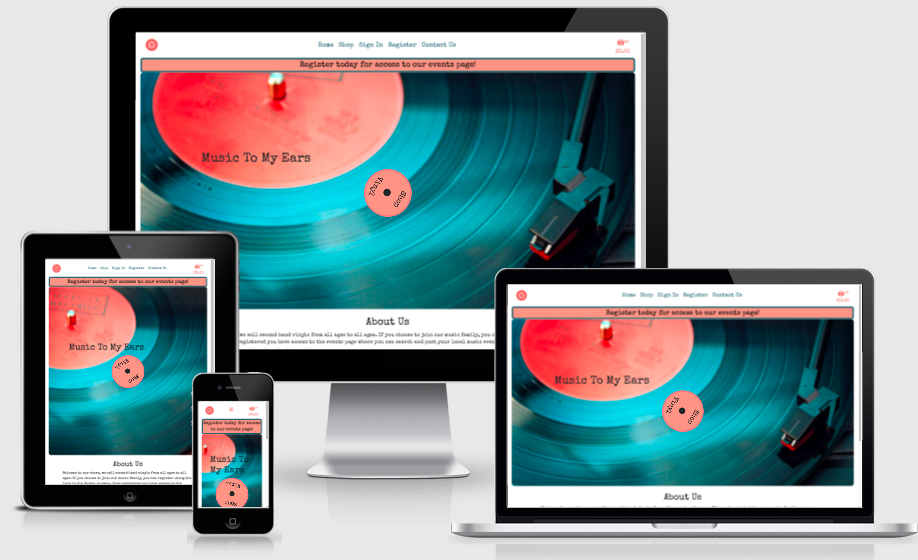 Home Shop Sign In Register Contact Us
Register today for access to our events page!
Music To My Ears
Shop
About Us
we sell second hand vinyls from all ages to all ages. If you choose to join our music family, you c
egistered you have access to the events page where you can search and post your local music even
Home Shop Sign In Register Contact Us
Register today for access to our events page!
Music To My Ears
Shop
About Us
Welcome to our store, we sell second hand vinyls from all ages to all
ages. If you choose to join our music family, you can register using the
Register today for access
to our events page!
Music To
My Ears
Shop
Home Shop Sign In Register Contact Us
Register today for access to our events page!
Music To My Ears
Shop
About Us